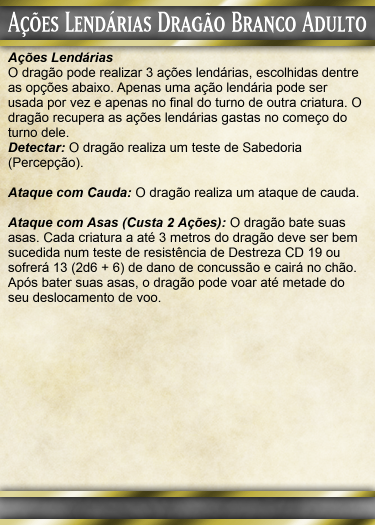 Ações Lendárias Dragão Branco Adulto
Ações Lendárias
O dragão pode realizar 3 ações lendárias, escolhidas dentre
as opções abaixo. Apenas uma ação lendária pode ser
usada por vez e apenas no final do turno de outra criatura. O
dragão recupera as ações lendárias gastas no começo do
turno dele.
Detectar: O dragão realiza um teste de Sabedoria
(Percepção).
Ataque com Cauda: O dragão realiza um ataque de cauda.
Ataque com Asas (Custa 2 Ações): O dragão bate suas
asas. Cada criatura a até 3 metros do dragão deve ser bem
sucedida num teste de resistência de Destreza CD 19 ou
sofrerá 13 (2d6 + 6) de dano de concussão e cairá no chão.
Após bater suas asas, o dragão pode voar até metade do
seu deslocamento de voo.